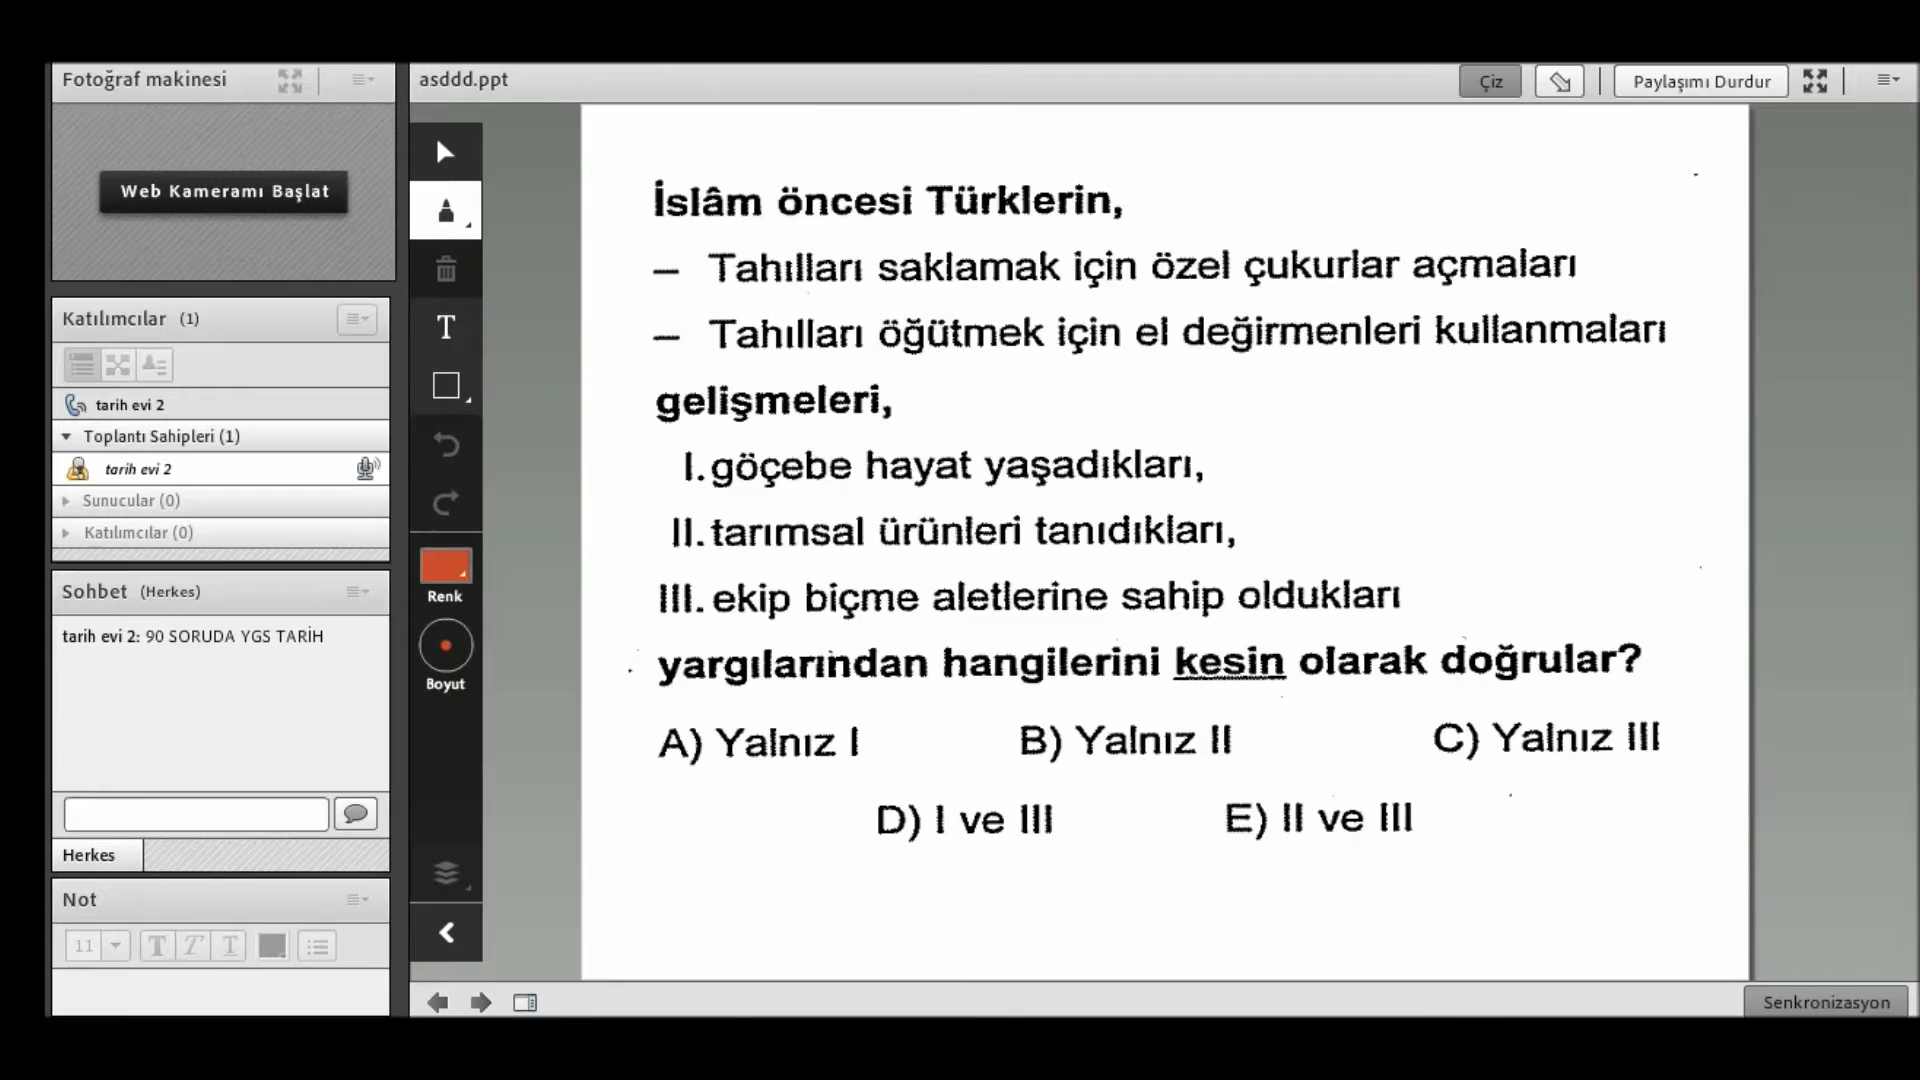 Fotoğraf makinesi
Web Kameramı Başlat
Katılımcılar (1)
tarih evi 2
Toplantı Sahipleri (1)
tarih evi 2
Sunucular (0)
Katılımcılar (0)
Sohbet (Herkes)
tarih evi 2: 90 SORUDA YGS TARİH
Herkes
Not
11
T T T
asddd.ppt
Çiz
Paylaşımı Durdur
T
Renk
Boyut
İslâm öncesi Türklerin,
– Tahılları saklamak için özel çukurlar açmaları
– Tahılları öğütmek için el değirmenleri kullanmaları
gelişmeleri,
I. göçebe hayat yaşadıkları,
II. tarımsal ürünleri tanıdıkları,
III. ekip biçme aletlerine sahip oldukları
yargılarından hangilerini kesin olarak doğrular?
A) Yalnız I B) Yalnız II C) Yalnız III
D) I ve III E) II ve III
Senkronizasyon